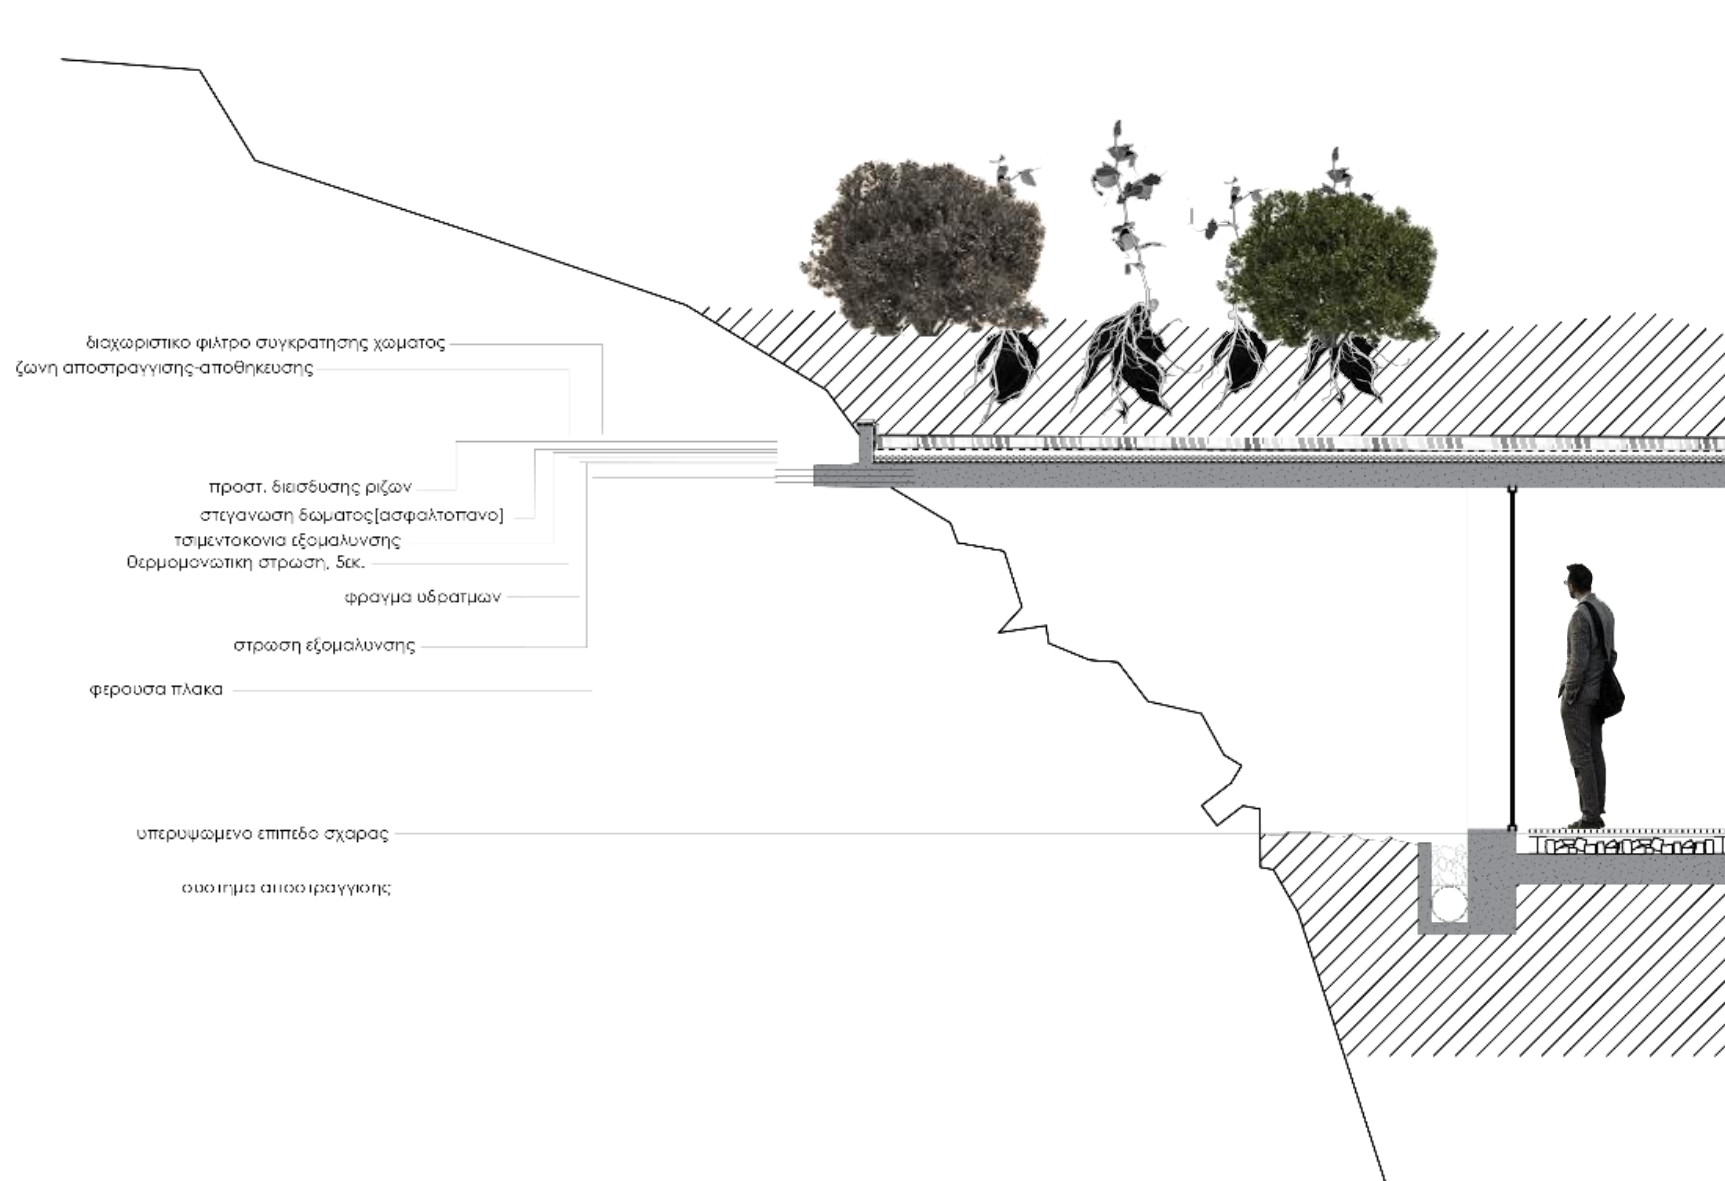 διαχωριστικο φιλτρο συγκρατησης χωματος
ζωνη αποστραγγισης-αποθηκευσης
προστ. διεισδυσης ριζων
στεγανωση δωματος[ασφαλτοπανο]
τσιμεντοκονια εξομαλυνσης
θερμομονωτικη στρωση, 5εκ.
φραγμα υδρατμων
στρωση εξομαλυνσης
φερουσα πλακα
υπερυψωμενο επιπεδο σχαρας
συστημα αποστραγγισης